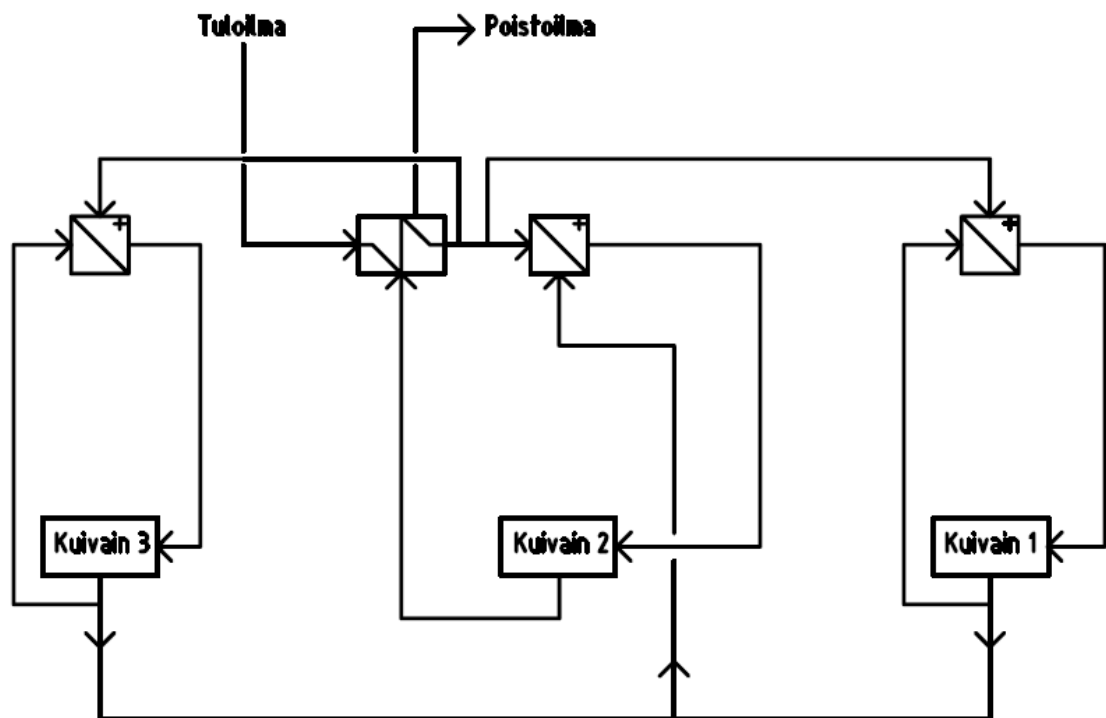 Tuloilma
Poistoilma
+
+
+
Kuivain 3
Kuivain 2
Kuivain 1